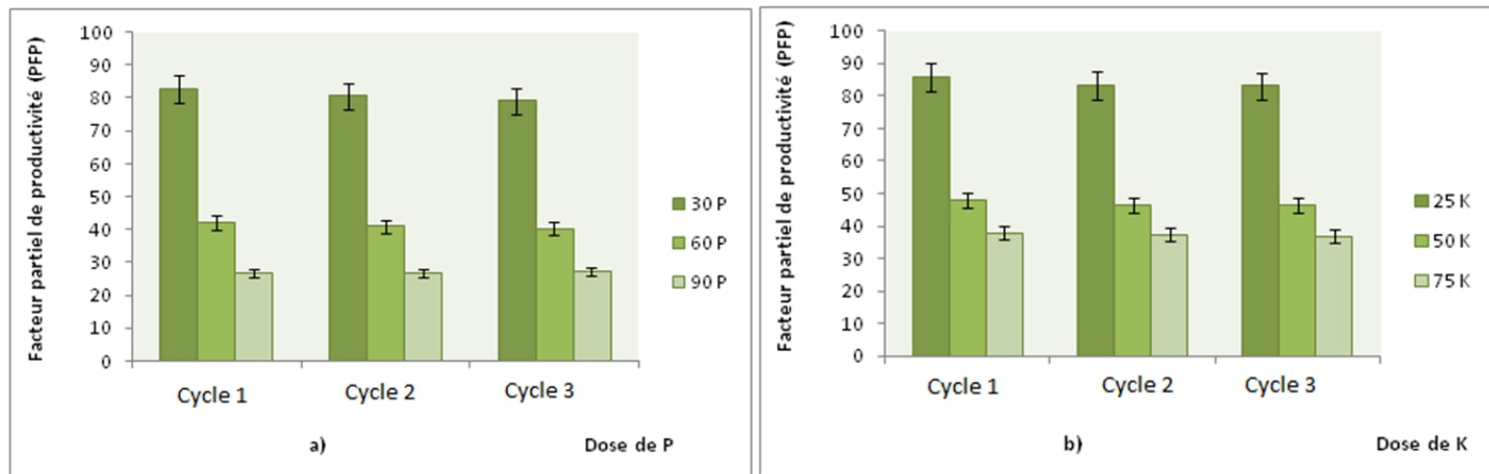 Facteur partiel de productivité (PFP)
100
90
80
70
60
50
40
30
20
10
0
Cycle 1 Cycle 2 Cycle 3
30 P
60 P
90 P
a) Dose de P
Facteur partiel de productivité (PFP)
100
90
80
70
60
50
40
30
20
10
0
Cycle 1 Cycle 2 Cycle 3
25 K
50 K
75 K
b) Dose de K